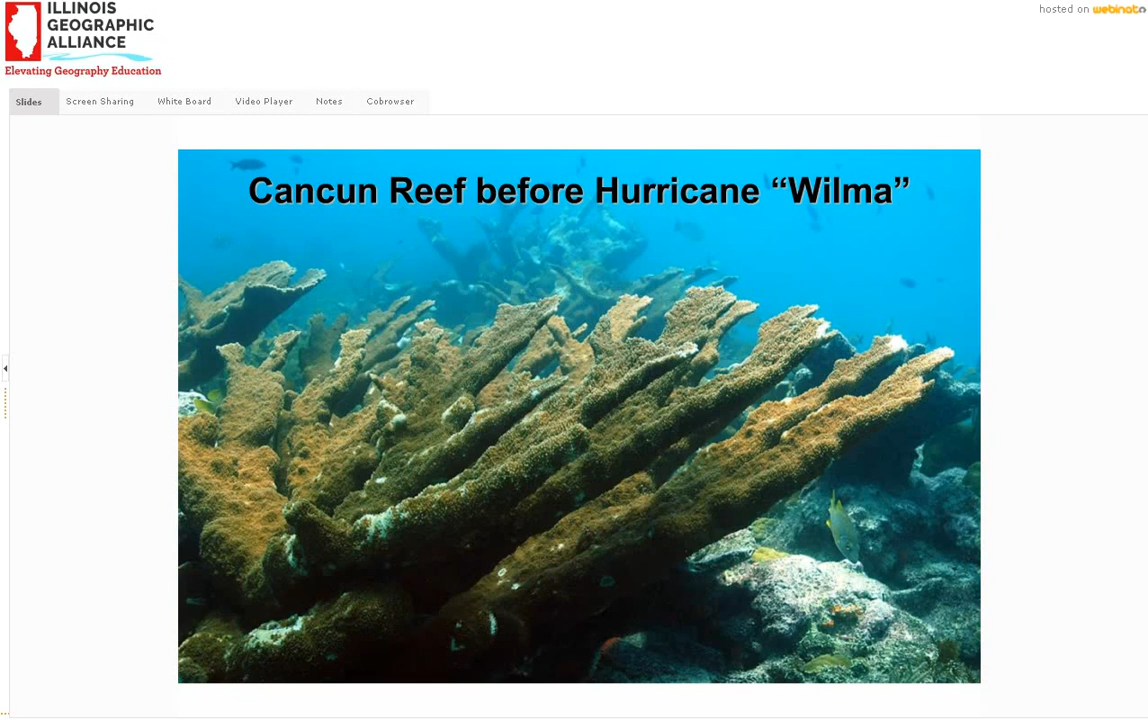 ILLINOIS
GEOGRAPHIC
ALLIANCE
Elevating Geography Education
hosted on webinato
Slides
Screen Sharing
White Board
Video Player
Notes
Cobrowser
Cancun Reef before Hurricane “Wilma”